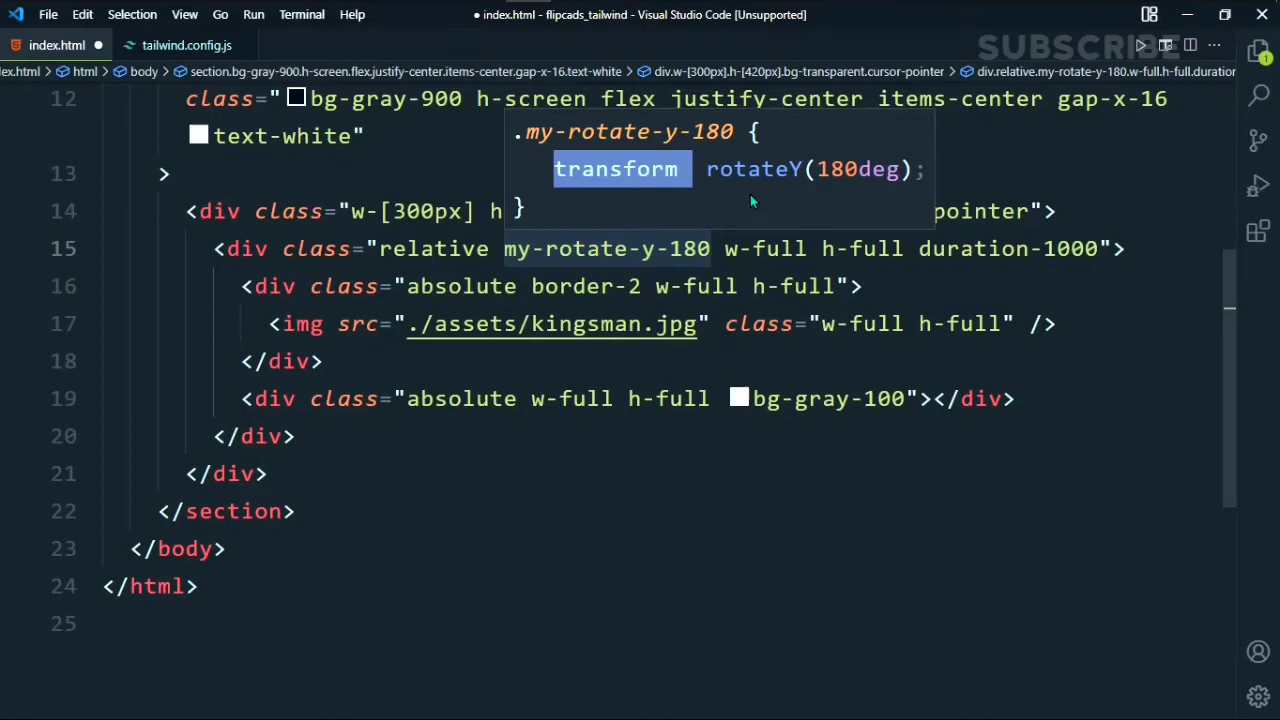 File Edit Selection View Go Run Terminal Help
● index.html - flipcads_tailwind - Visual Studio Code [Unsupported]
index.html
tailwind.config.js
SUBSCRIBE
ex.html > html > body > section.bg-gray-900.h-screen.flex.justify-center.items-center.gap-x-16.text-white > div.w-[300px].h-[420px].bg-transparent.cursor-pointer > div.relative.my-rotate-y-180.w-full.h-full.duration
12 class="bg-gray-900 h-screen flex justify-center items-center gap-x-16
text-white"
.my-rotate-y-180 {
transform rotateY(180deg);
}
13 >
14 <div class="w-[300px] h pointer">
15 <div class="relative my-rotate-y-180 w-full h-full duration-1000">
16 <div class="absolute border-2 w-full h-full">
17 <img src="./assets/kingsman.jpg" class="w-full h-full" />
18 </div>
19 <div class="absolute w-full h-full bg-gray-100"></div>
20 </div>
21 </div>
22 </section>
23 </body>
24 </html>
25